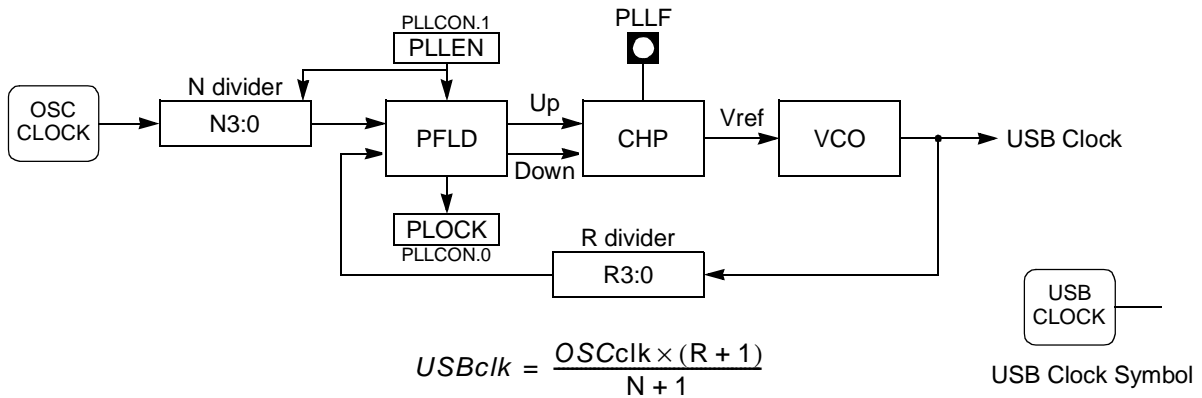 PLLF
PLLCON.1
PLLEN
N divider
OSC
CLOCK
N3:0
PFLD
Up
Down
CHP
Vref
VCO
USB Clock
PLOCK
PLLCON.0
R divider
R3:0
USBclk = OSCclk × (R + 1)
N + 1
USB
CLOCK
USB Clock Symbol